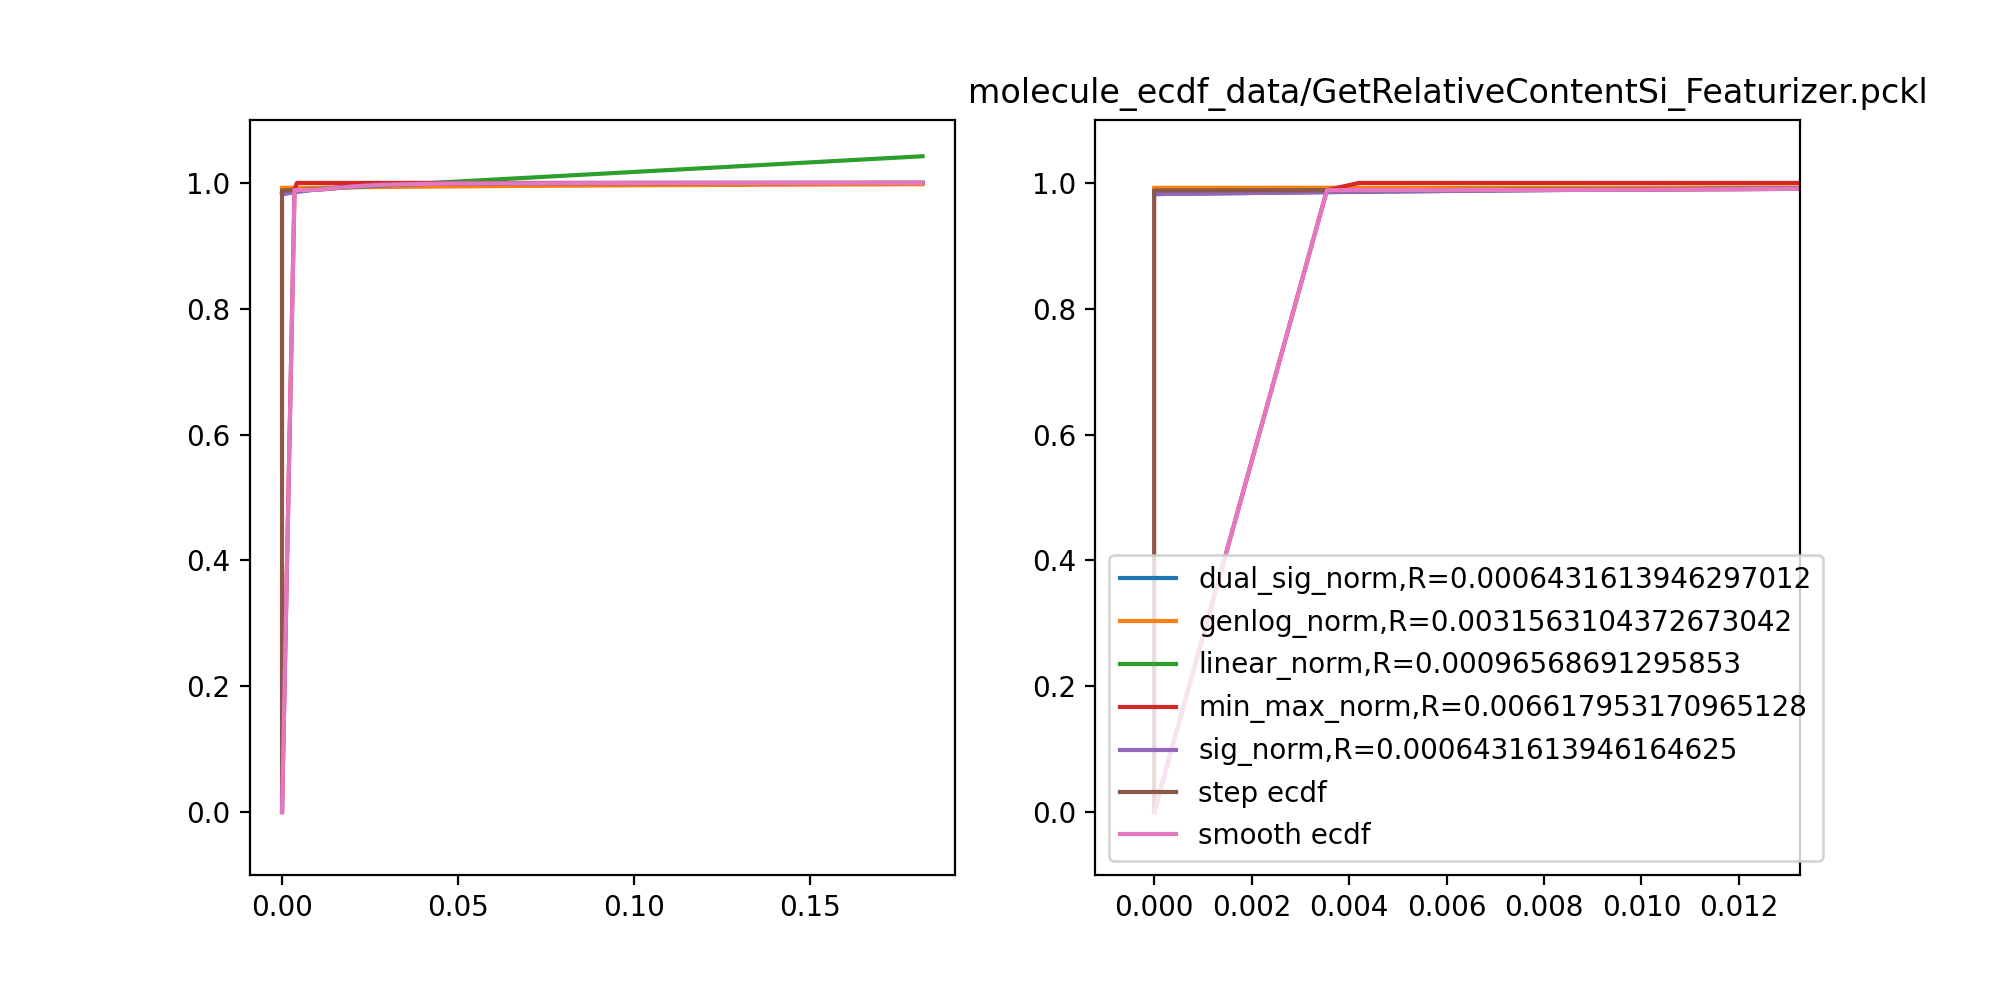 molecule_ecdf_data/GetRelativeContentSi_Featurizer.pckl
1.0
0.8
0.6
0.4
0.2
0.0
0.00 0.05 0.10 0.15
1.0
0.8
0.6
0.4
0.2
0.0
dual_sig_norm,R=0.0006431613946297012
genlog_norm,R=0.0031563104372673042
linear_norm,R=0.00096568691295853
min_max_norm,R=0.006617953170965128
sig_norm,R=0.0006431613946164625
step ecdf
smooth ecdf
0.000 0.002 0.004 0.006 0.008 0.010 0.012